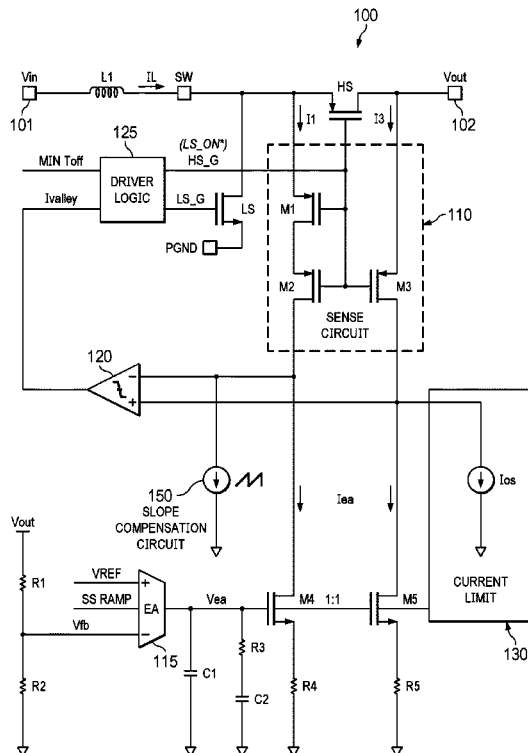 100
Vin
L1
IL
SW
HS
Vout
101
102
I1
I3
125
(LS_ON*)
MIN Toff
HS_G
DRIVER
LOGIC
Ivalley
LS_G
LS
M1
110
PGND
M2
M3
SENSE
CIRCUIT
120
−
+
150
SLOPE
COMPENSATION
CIRCUIT
Iea
Ios
Vout
R1
VREF
+
SS RAMP
EA
Vea
Vfb
−
115
M4
1:1
M5
CURRENT
LIMIT
130
R2
C1
R3
C2
R4
R5